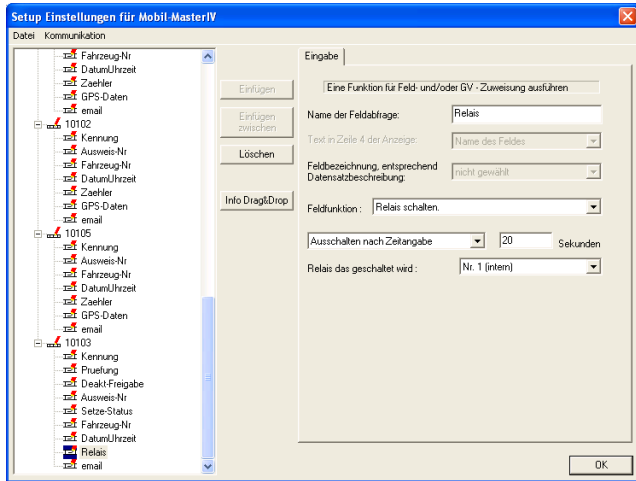 Setup Einstellungen für Mobil-MasterIV
Datei Kommunikation
Fahrzeug-Nr
DatumUhrzeit
Zaehler
GPS-Daten
email
10102
Kennung
Ausweis-Nr
Fahrzeug-Nr
DatumUhrzeit
Zaehler
GPS-Daten
email
10105
Kennung
Ausweis-Nr
Fahrzeug-Nr
DatumUhrzeit
Zaehler
GPS-Daten
email
10103
Kennung
Pruefung
Deakt-Freigabe
Ausweis-Nr
Setze-Status
Fahrzeug-Nr
DatumUhrzeit
Relais
email
Einfügen
Einfügen
zwischen
Löschen
Info Drag&Drop
Eingabe
Eine Funktion für Feld- und/oder GV - Zuweisung ausführen
Name der Feldabfrage: Relais
Text in Zeile 4 der Anzeige: Name des Feldes
Feldbezeichnung, entsprechend
Datensatzbeschreibung: nicht gewählt
Feldfunktion : Relais schalten.
Ausschalten nach Zeitangabe 20 Sekunden
Relais das geschaltet wird : Nr. 1 (intern)
OK